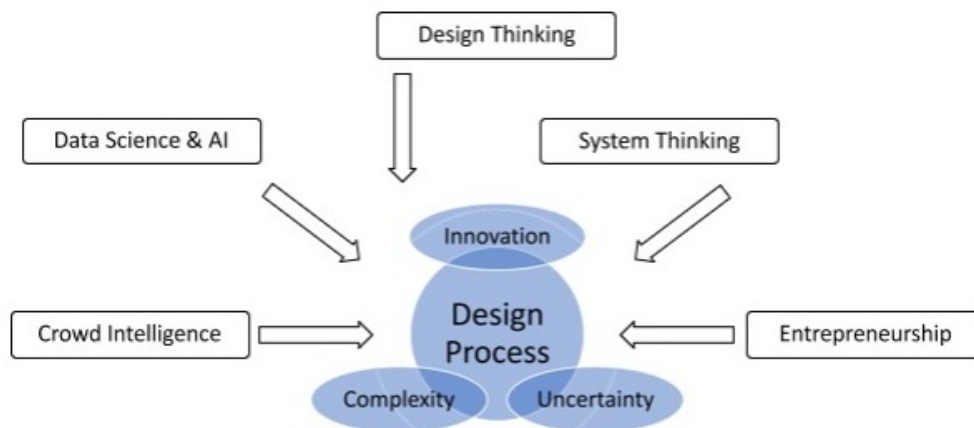 Design Thinking
Data Science & AI
System Thinking
Innovation
Crowd Intelligence
Design
Process
Entrepreneurship
Complexity
Uncertainty